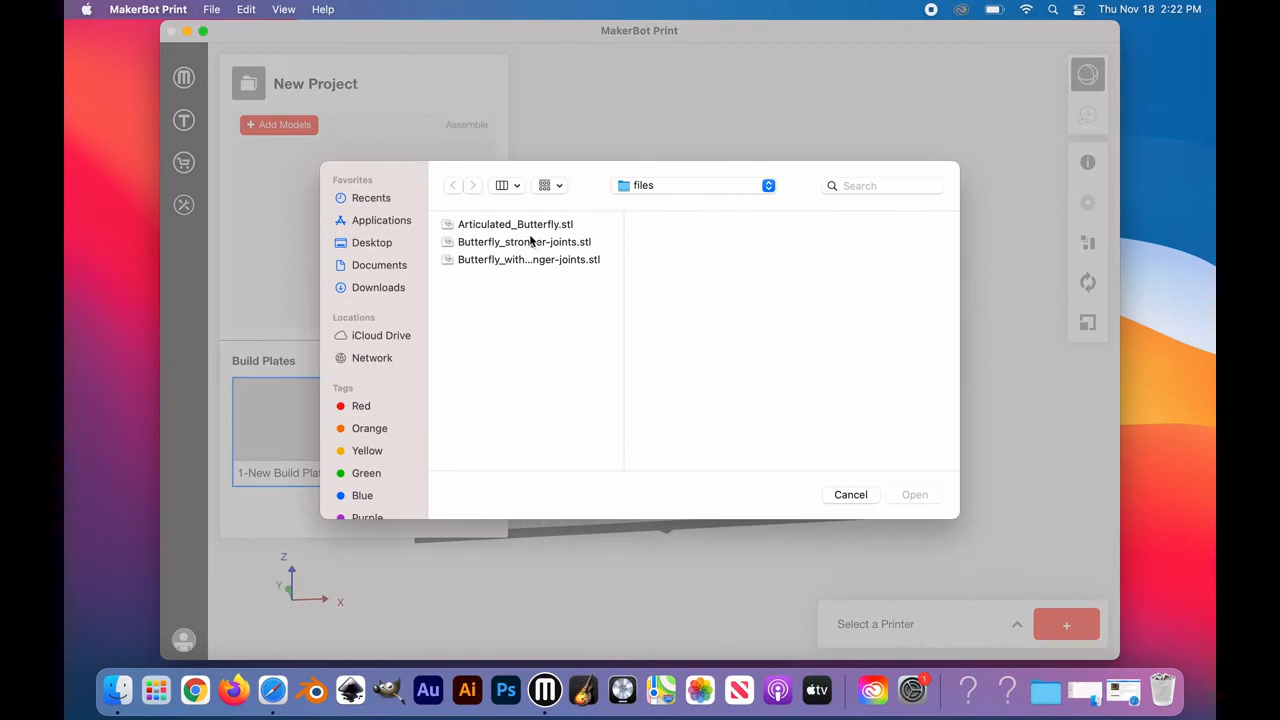 MakerBot Print File Edit View Help Thu Nov 18 2:22 PM
MakerBot Print
New Project
+ Add Models Assemble
Build Plates
1-New Build Plat
Favorites
Recents
Applications
Desktop
Documents
Downloads
Locations
iCloud Drive
Network
Tags
Red
Orange
Yellow
Green
Blue
Purple
files
Search
Articulated_Butterfly.stl
Butterfly_stronger-joints.stl
Butterfly_with...nger-joints.stl
Cancel Open
Z
Y
X
Select a Printer +
M
T
i
1
Au Ai Ps M N tv ? ?